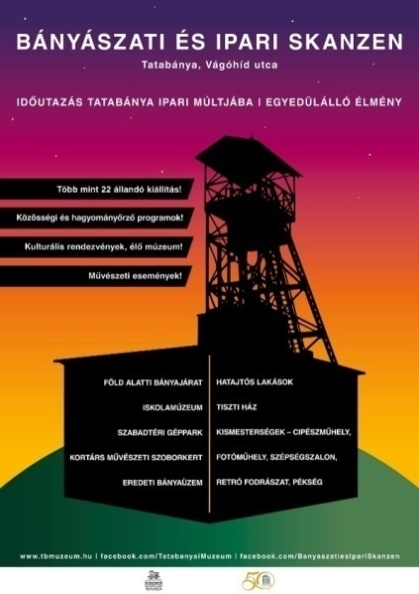 BÁNYÁSZATI ÉS IPARI SKANZEN
Tatabánya, Vágóhíd utca
IDŐUTAZÁS TATABÁNYA IPARI MÚLTJÁBA | EGYEDÜLÁLLÓ ÉLMÉNY
Több mint 22 állandó kiállítás!
Közösségi és hagyományőrző programok!
Kulturális rendezvények, élő múzeum!
Művészeti események!
FÖLD ALATTI BÁNYAJÁRAT
ISKOLAMÚZEUM
SZABADTÉRI GÉPPARK
KORTÁRS MŰVÉSZETI SZOBORKERT
EREDETI BÁNYAÜZEM
HATAJTÓS LAKÁSOK
TISZTI HÁZ
KISMESTERSÉGEK – CIPÉSZMŰHELY,
FOTÓMŰHELY, SZÉPSÉGSZALON,
RETRÓ FODRÁSZAT, PÉKSÉG
www.tbmuzeum.hu | facebook.com/TatabanyaiMuzeum | facebook.com/BanyaszatiesIpariSkanzen
50